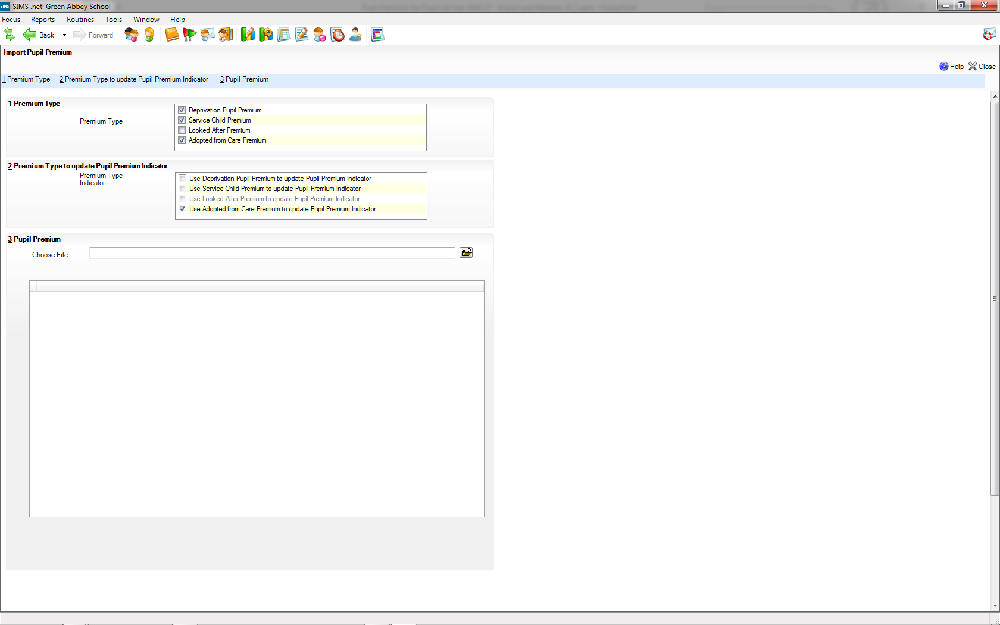 SIMS SIMS .net: Green Abbey School
Focus Reports Routines Tools Window Help
Back Forward
Import Pupil Premium
Help Close
1 Premium Type 2 Premium Type to update Pupil Premium Indicator 3 Pupil Premium
1 Premium Type
Premium Type
Deprivation Pupil Premium
Service Child Premium
Looked After Premium
Adopted from Care Premium
2 Premium Type to update Pupil Premium Indicator
Premium Type
Indicator
Use Deprivation Pupil Premium to update Pupil Premium Indicator
Use Service Child Premium to update Pupil Premium Indicator
Use Looked After Premium to update Pupil Premium Indicator
Use Adopted from Care Premium to update Pupil Premium Indicator
3 Pupil Premium
Choose File: